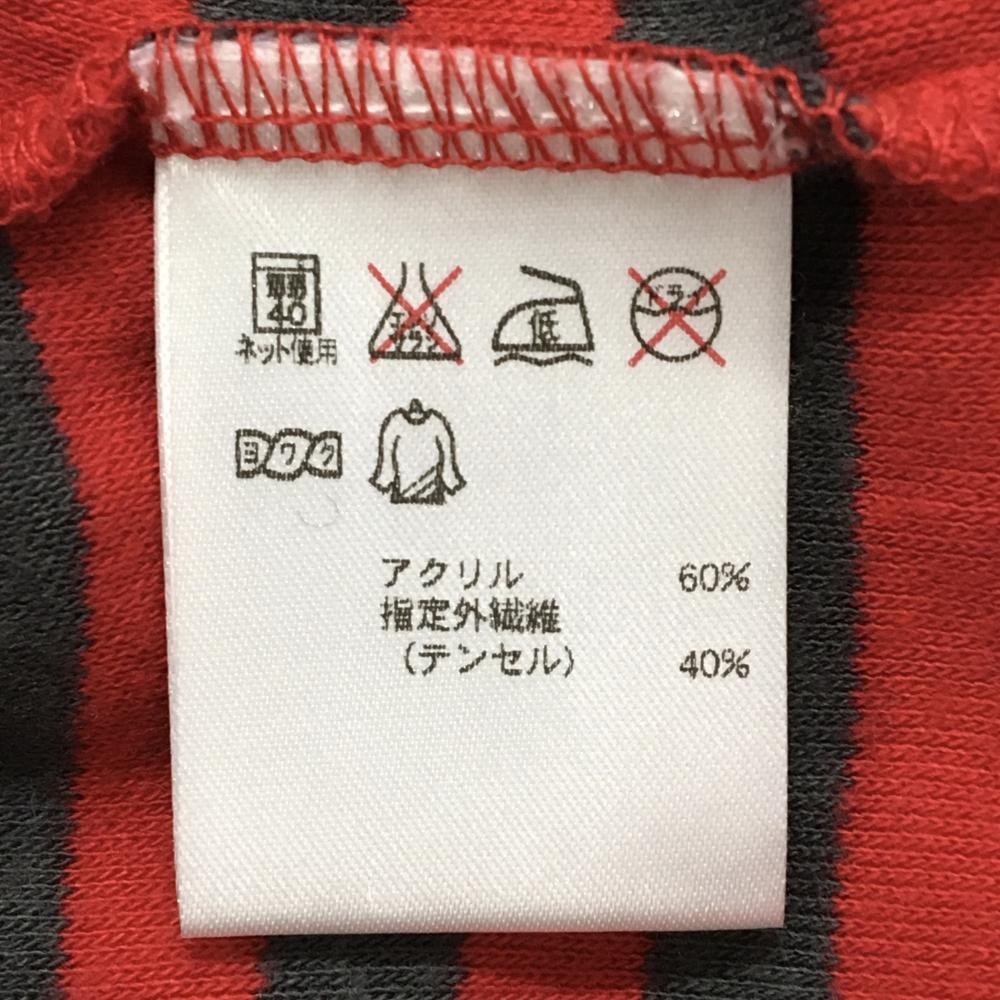 弱
40
ネット使用
エンソ
サラシ
低
ドライ
ヨワク
アクリル 60%
指定外繊維
（テンセル） 40%